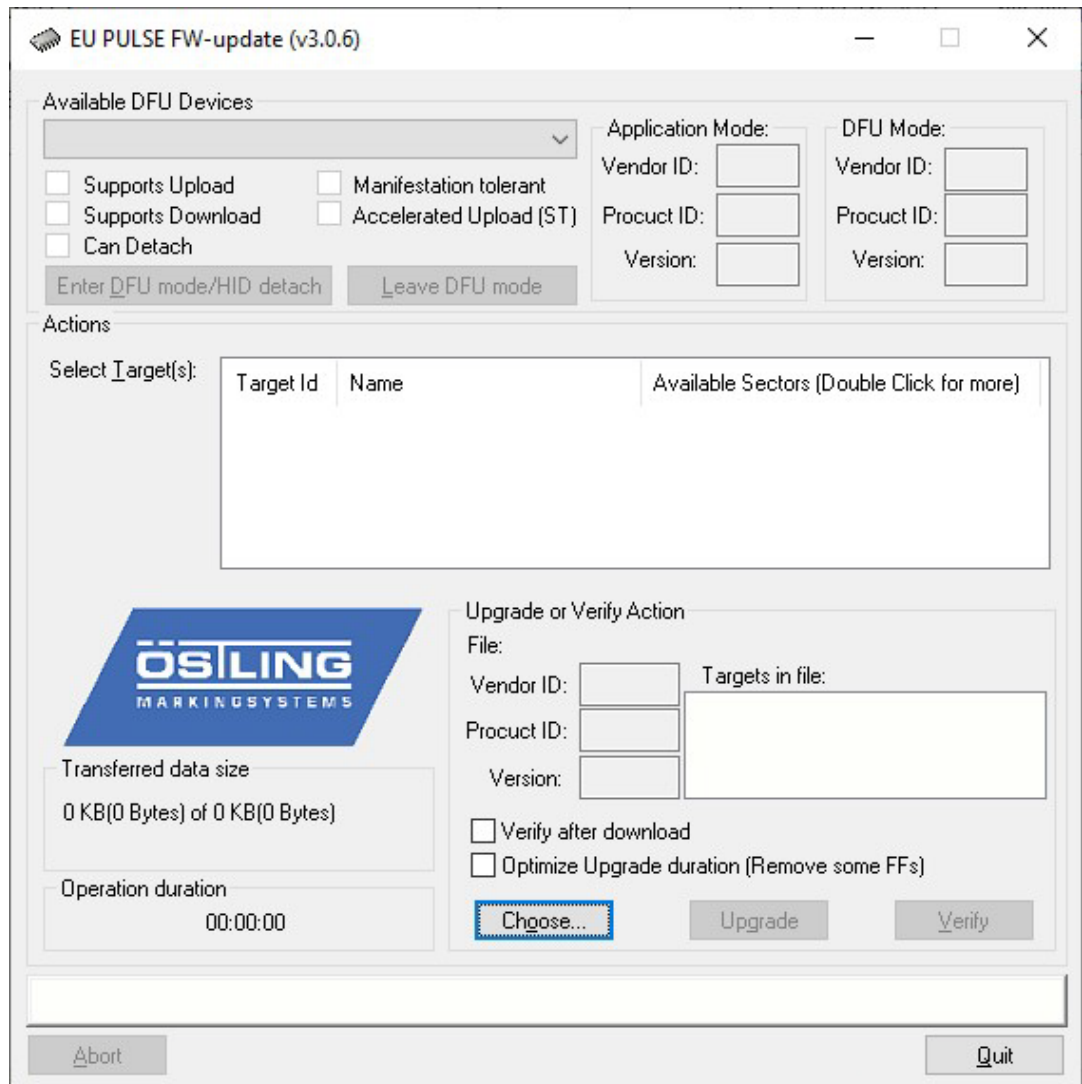 EU PULSE FW-update (v3.0.6)
Available DFU Devices
Supports Upload
Manifestation tolerant
Supports Download
Accelerated Upload (ST)
Can Detach
Enter DFU mode/HID detach
Leave DFU mode
Application Mode:
Vendor ID:
Procuct ID:
Version:
DFU Mode:
Vendor ID:
Procuct ID:
Version:
Actions
Select Target(s):
Target Id
Name
Available Sectors (Double Click for more)
ÖSTLING
MARKINGSYSTEMS
Transferred data size
0 KB(0 Bytes) of 0 KB(0 Bytes)
Operation duration
00:00:00
Upgrade or Verify Action
File:
Vendor ID:
Procuct ID:
Version:
Targets in file:
Verify after download
Optimize Upgrade duration (Remove some FFs)
Choose...
Upgrade
Verify
Abort
Quit